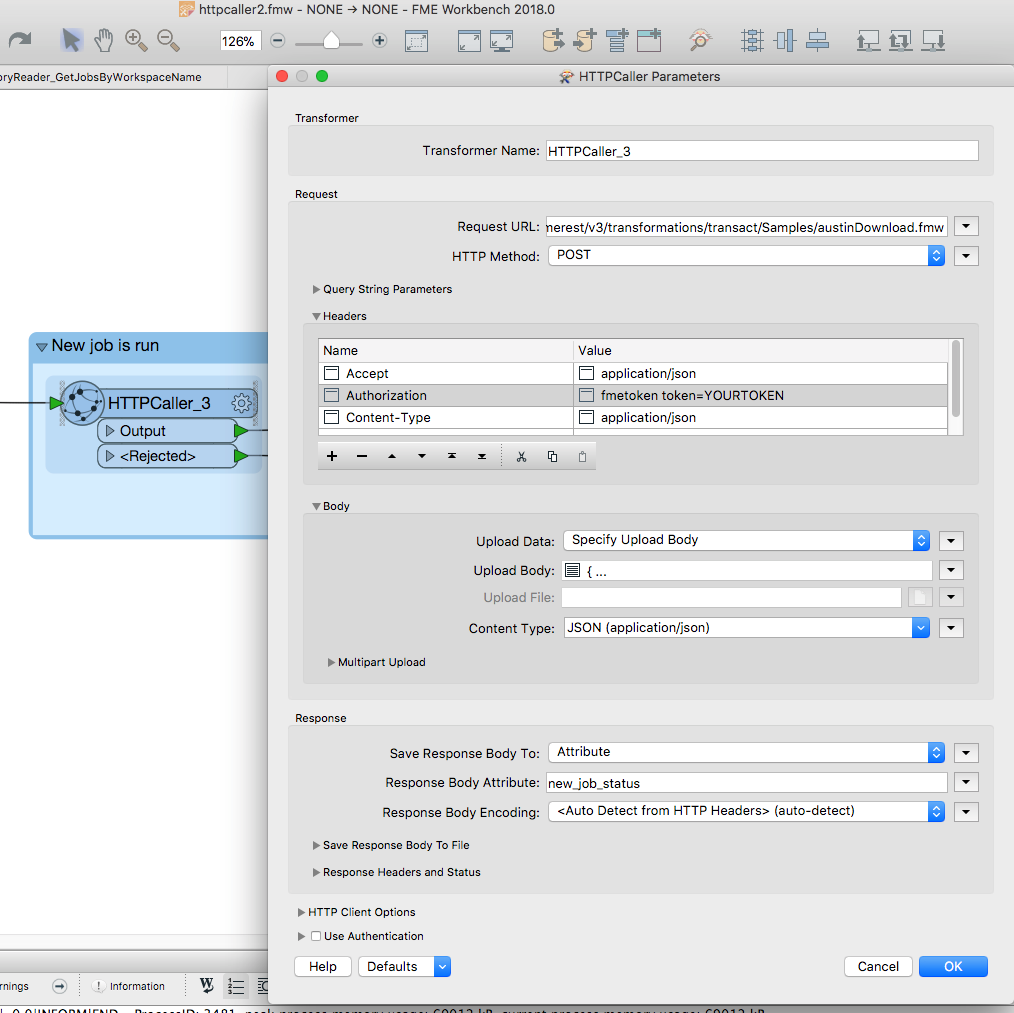 httpcaller2.fmw - NONE → NONE - FME Workbench 2018.0
126%
oryReader_GetJobsByWorkspaceName
HTTPCaller Parameters
Transformer
Transformer Name: HTTPCaller_3
Request
Request URL: nerest/v3/transformations/transact/Samples/austinDownload.fmw
HTTP Method: POST
Query String Parameters
Headers
Name Value
Accept application/json
Authorization fmetoken token=YOURTOKEN
Content-Type application/json
New job is run
HTTPCaller_3
Output
<Rejected>
Body
Upload Data: Specify Upload Body
Upload Body: { ...
Upload File:
Content Type: JSON (application/json)
Multipart Upload
Response
Save Response Body To: Attribute
Response Body Attribute: new_job_status
Response Body Encoding: <Auto Detect from HTTP Headers> (auto-detect)
Save Response Body To File
Response Headers and Status
HTTP Client Options
Use Authentication
Help Defaults Cancel OK
rnings Information